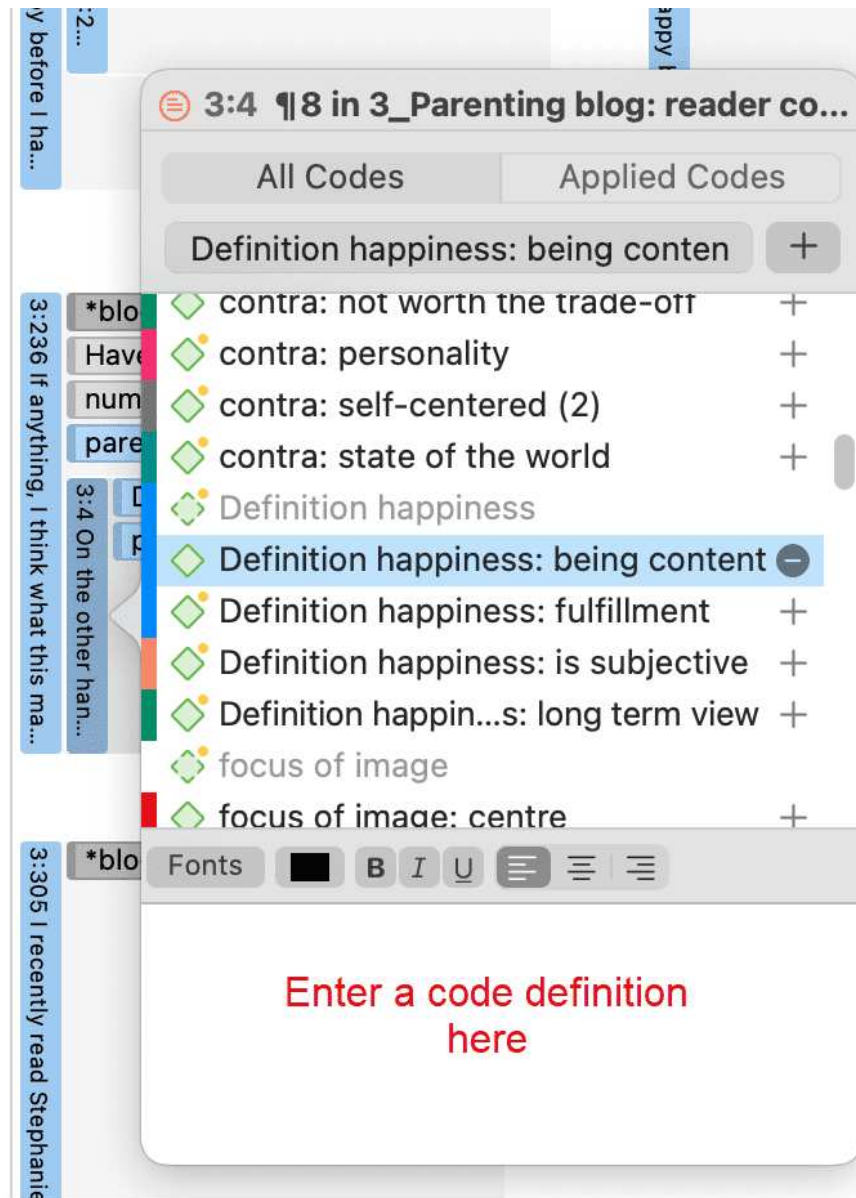 y before I ha...
:2...
appy
3:4 ¶8 in 3_Parenting blog: reader co...
All Codes
Applied Codes
Definition happiness: being conten
+
contra: not worth the trade-off
+
contra: personality
+
contra: self-centered (2)
+
contra: state of the world
+
Definition happiness
Definition happiness: being content
Definition happiness: fulfillment
+
Definition happiness: is subjective
+
Definition happin...s: long term view
+
focus of image
focus of image: centre
+
Fonts
B I U
Enter a code definition
here
3:236 If anything, I think what this ma...
*blo
Have
num
pare
3:4 On the other han...
D
p
3:305 I recently read Stephanie
*blo